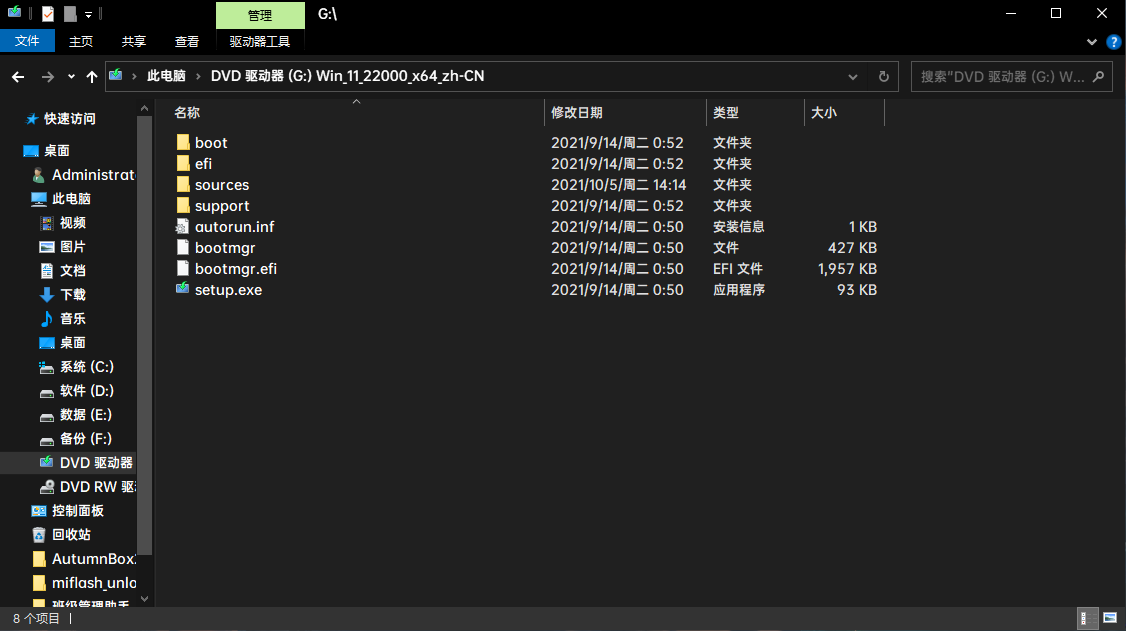 管理
G:\
文件
主页
共享
查看
驱动器工具
此电脑 › DVD 驱动器 (G:) Win_11_22000_x64_zh-CN
搜索"DVD 驱动器 (G:) W...
名称 修改日期 类型 大小
boot 2021/9/14/周二 0:52 文件夹
efi 2021/9/14/周二 0:52 文件夹
sources 2021/10/5/周二 14:14 文件夹
support 2021/9/14/周二 0:52 文件夹
autorun.inf 2021/9/14/周二 0:50 安装信息 1 KB
bootmgr 2021/9/14/周二 0:50 文件 427 KB
bootmgr.efi 2021/9/14/周二 0:50 EFI 文件 1,957 KB
setup.exe 2021/9/14/周二 0:50 应用程序 93 KB
快速访问
桌面
Administrat
此电脑
视频
图片
文档
下载
音乐
桌面
系统 (C:)
软件 (D:)
数据 (E:)
备份 (F:)
DVD 驱动器
DVD RW 驱
控制面板
回收站
AutumnBox
miflash_unlo
班级管理助手
8 个项目